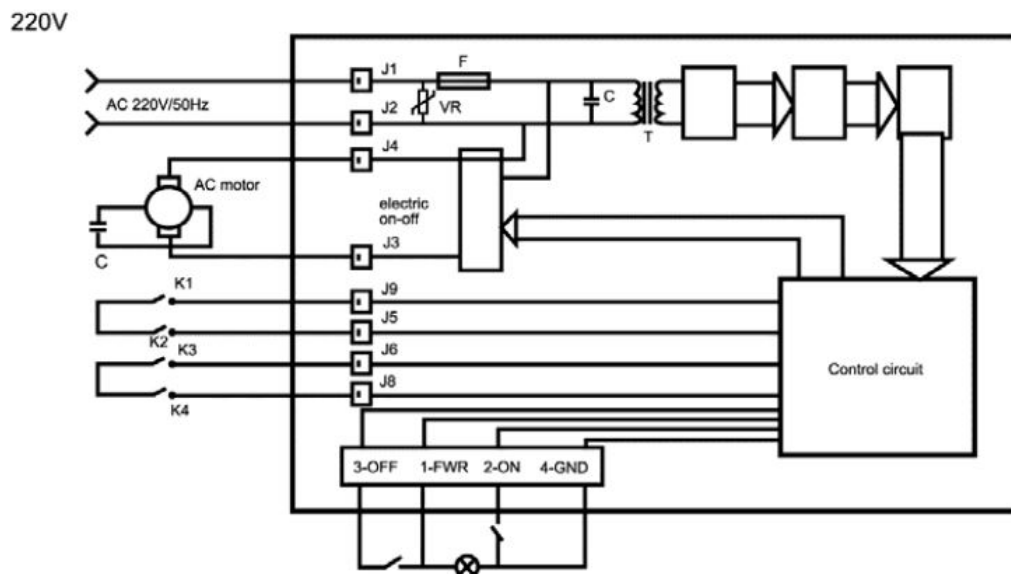 220V
J1
F
AC 220V/50Hz
VR
C
J2
T
J4
AC motor
electric
on-off
C
J3
K1
J9
K2
J5
K3
J6
J8
K4
Control circuit
3-OFF 1-FWR 2-ON 4-GND